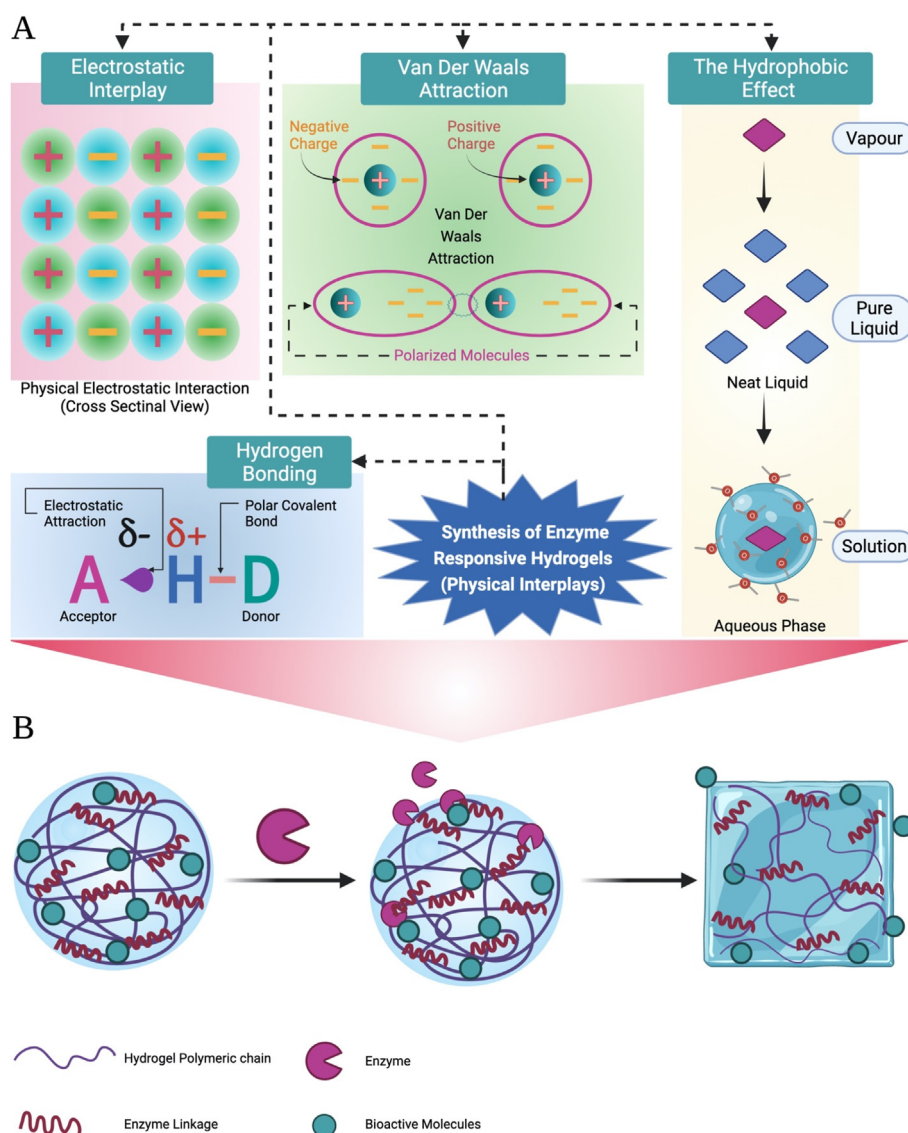 A
Electrostatic
Interplay
Van Der Waals
Attraction
The Hydrophobic
Effect
Negative
Charge
Positive
Charge
Van Der
Waals
Attraction
Polarized Molecules
Physical Electrostatic Interaction
(Cross Sectinal View)
Vapour
Pure
Liquid
Neat Liquid
Solution
Aqueous Phase
Hydrogen
Bonding
Electrostatic
Attraction
Polar Covalent
Bond
δ- δ+
A H D
Acceptor
Donor
Synthesis of Enzyme
Responsive Hydrogels
(Physical Interplays)
B
Hydrogel Polymeric chain
Enzyme
Enzyme Linkage
Bioactive Molecules